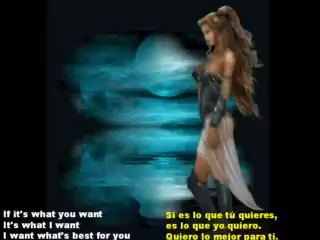 If it's what you want
It's what I want
I want what's best for you
Si es lo que tú quieres,
es lo que yo quiero.
Quiero lo mejor para ti.